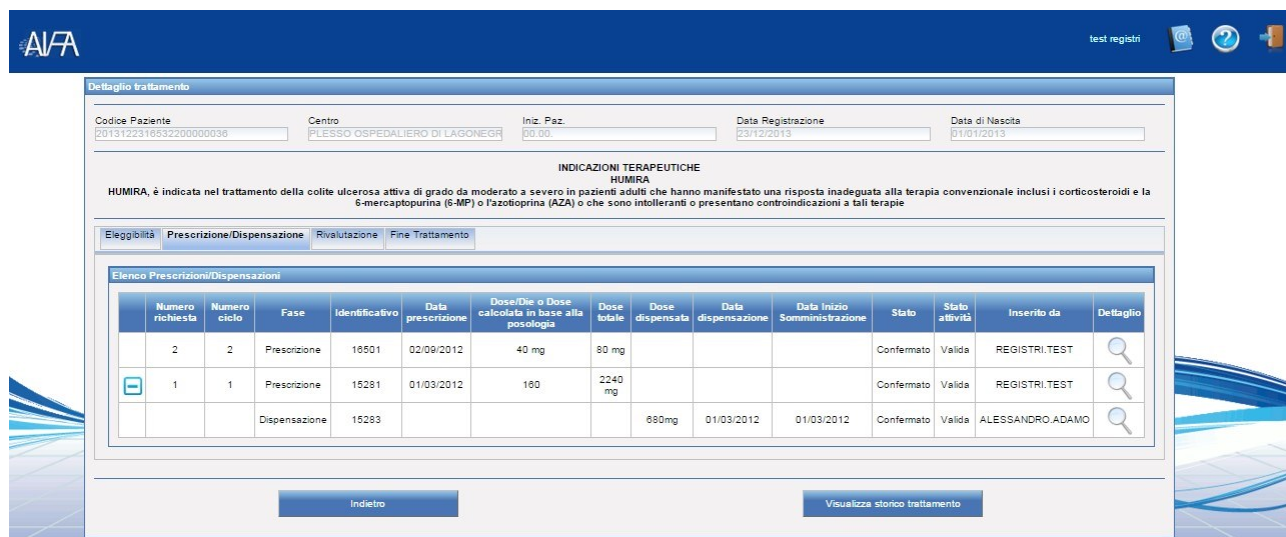 AIFA
test registri
Dettaglio trattamento
Codice Paziente Centro Iniz. Paz. Data Registrazione Data di Nascita
2013122316532200000036 PLESSO OSPEDALIERO DI LAGONEGR 00.00. 23/12/2013 01/01/2013
INDICAZIONI TERAPEUTICHE
HUMIRA
HUMIRA, è indicata nel trattamento della colite ulcerosa attiva di grado da moderato a severo in pazienti adulti che hanno manifestato una risposta inadeguata alla terapia convenzionale inclusi i corticosteroidi e la
6-mercaptopurina (6-MP) o l'azotioprina (AZA) o che sono intolleranti o presentano controindicazioni a tali terapie
Eleggibilità Prescrizione/Dispensazione Rivalutazione Fine Trattamento
Elenco Prescrizioni/Dispensazioni
Numero richiesta Numero ciclo Fase Identificativo Data prescrizione Dose/Die o Dose calcolata in base alla posologia Dose totale Dose dispensata Data dispensazione Data Inizio Somministrazione Stato Stato attività Inserito da Dettaglio
2 2 Prescrizione 16501 02/09/2012 40 mg 80 mg Confermato Valida REGISTRI.TEST
1 1 Prescrizione 15281 01/03/2012 160 2240 mg Confermato Valida REGISTRI.TEST
Dispensazione 15283 680mg 01/03/2012 01/03/2012 Confermato Valida ALESSANDRO.ADAMO
Indietro Visualizza storico trattamento